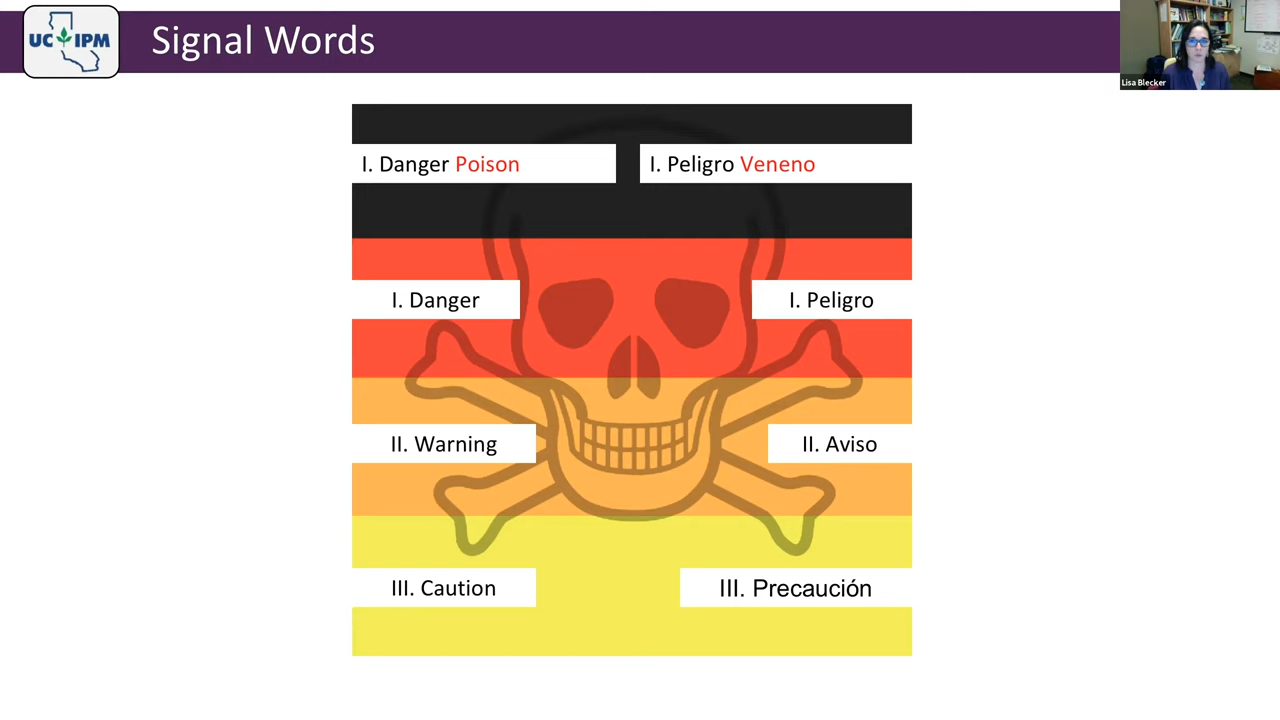 UC IPM
Signal Words
Lisa Blecker
I. Danger Poison
I. Peligro Veneno
I. Danger
I. Peligro
II. Warning
II. Aviso
III. Caution
III. Precaución